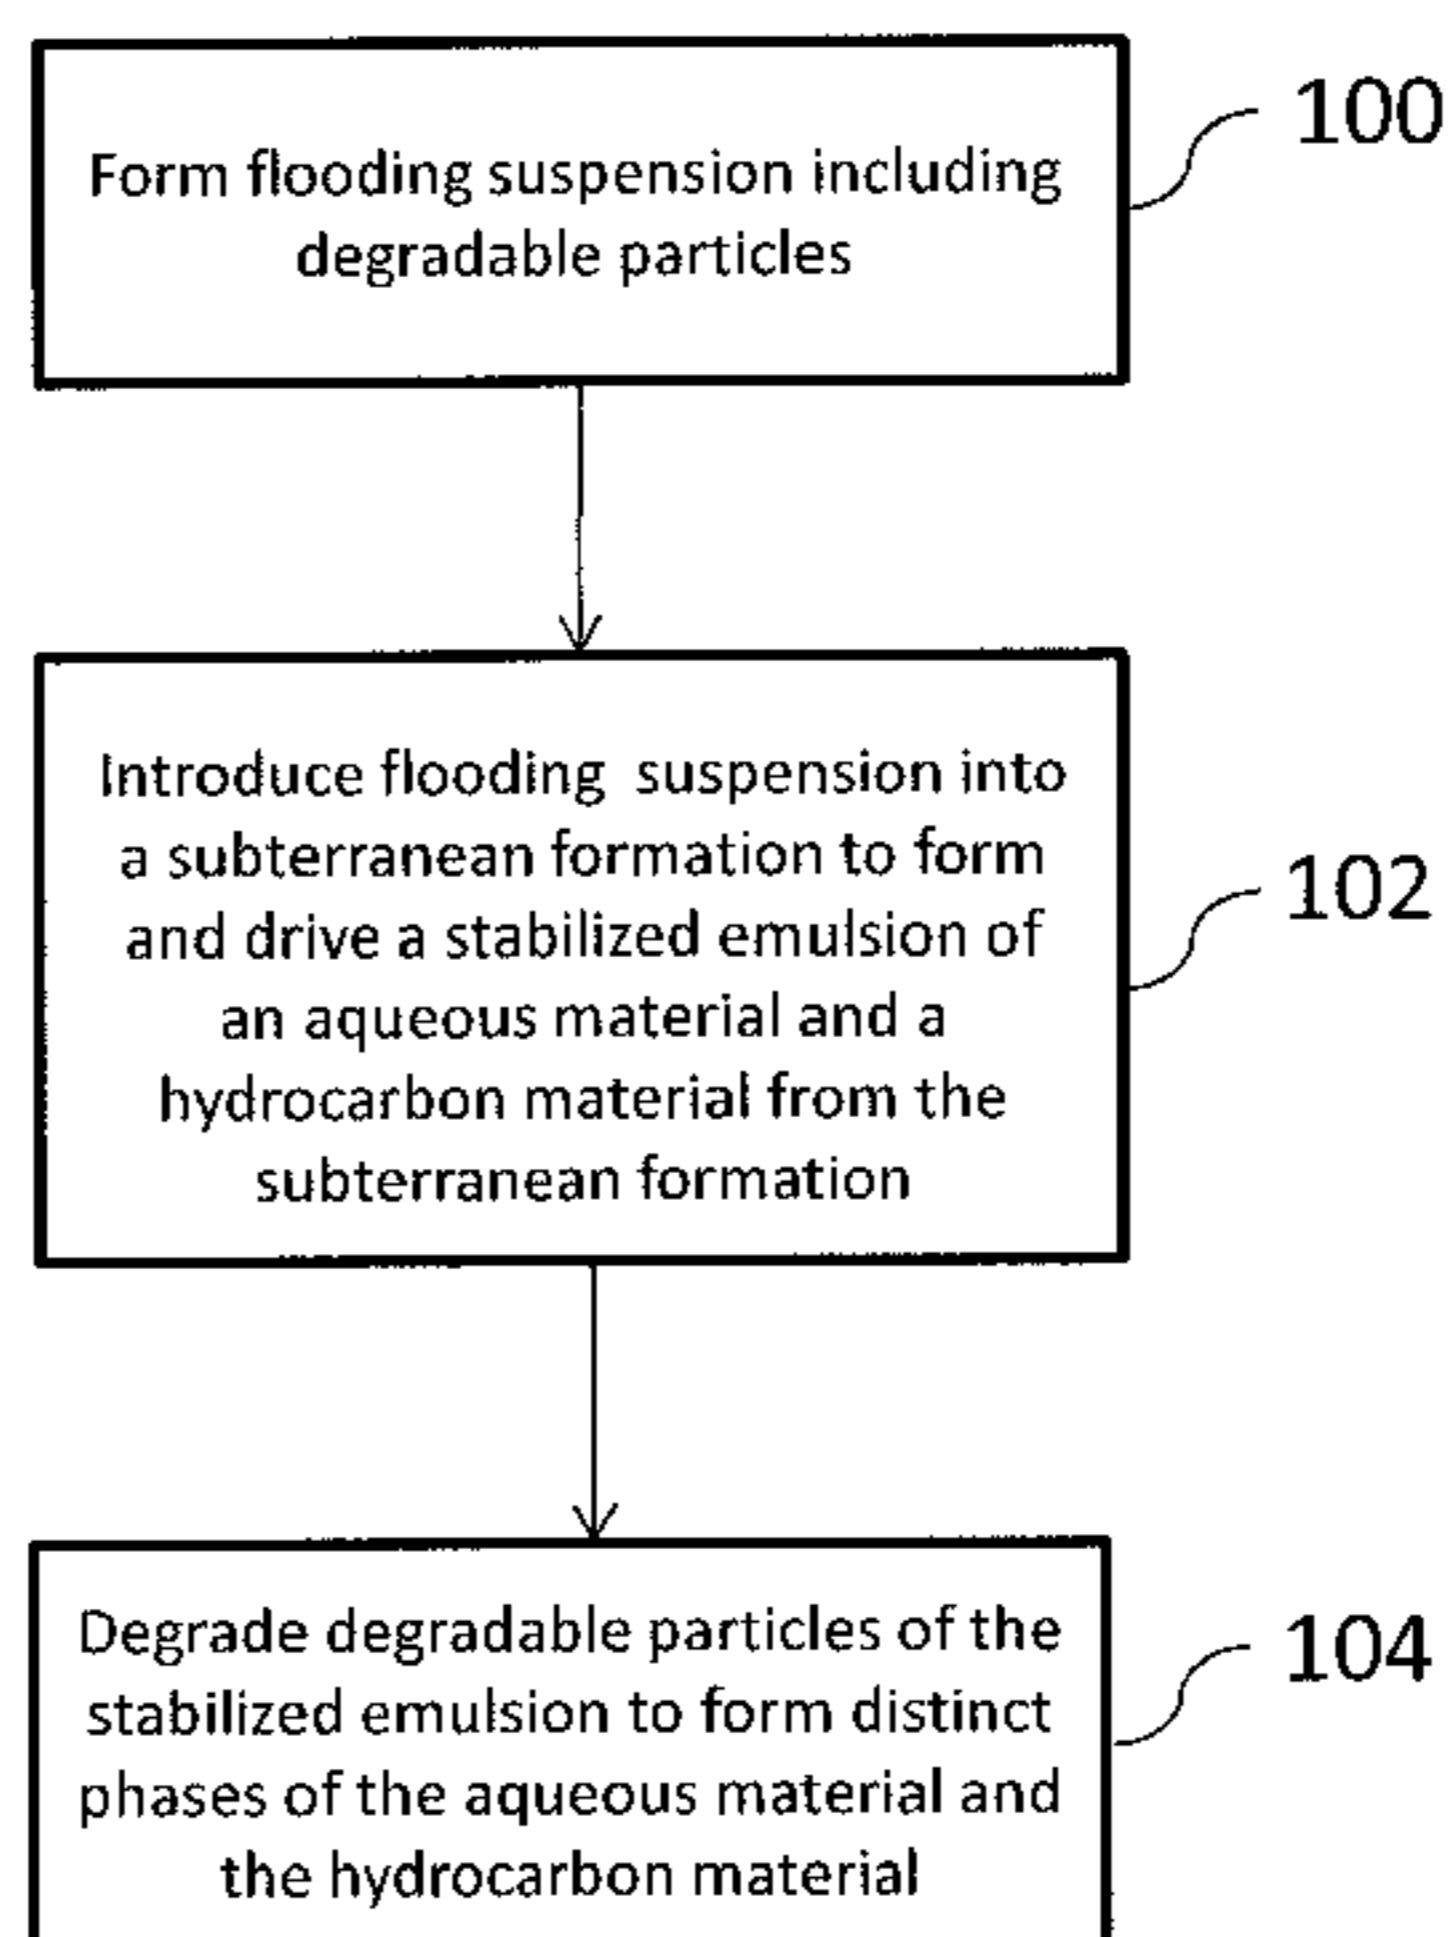 Form flooding suspension including
degradable particles
100
Introduce flooding suspension into
a subterranean formation to form
and drive a stabilized emulsion of
an aqueous material and a
hydrocarbon material from the
subterranean formation
102
Degrade degradable particles of the
stabilized emulsion to form distinct
phases of the aqueous material and
the hydrocarbon material
104